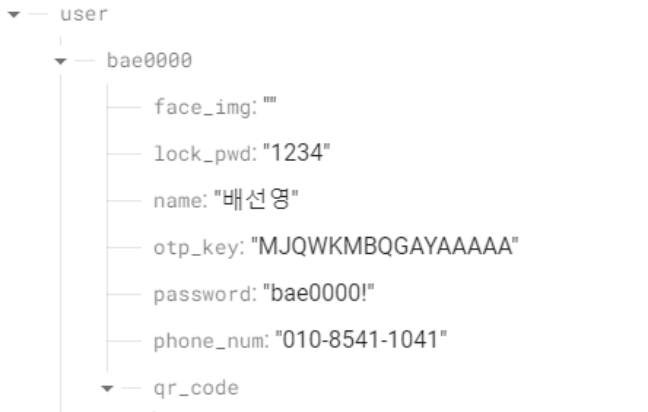 user
bae0000
face_img: ""
lock_pwd: "1234"
name: "배선영"
otp_key: "MJQWKMBQGAYAAAAA"
password: "bae0000!"
phone_num: "010-8541-1041"
qr_code